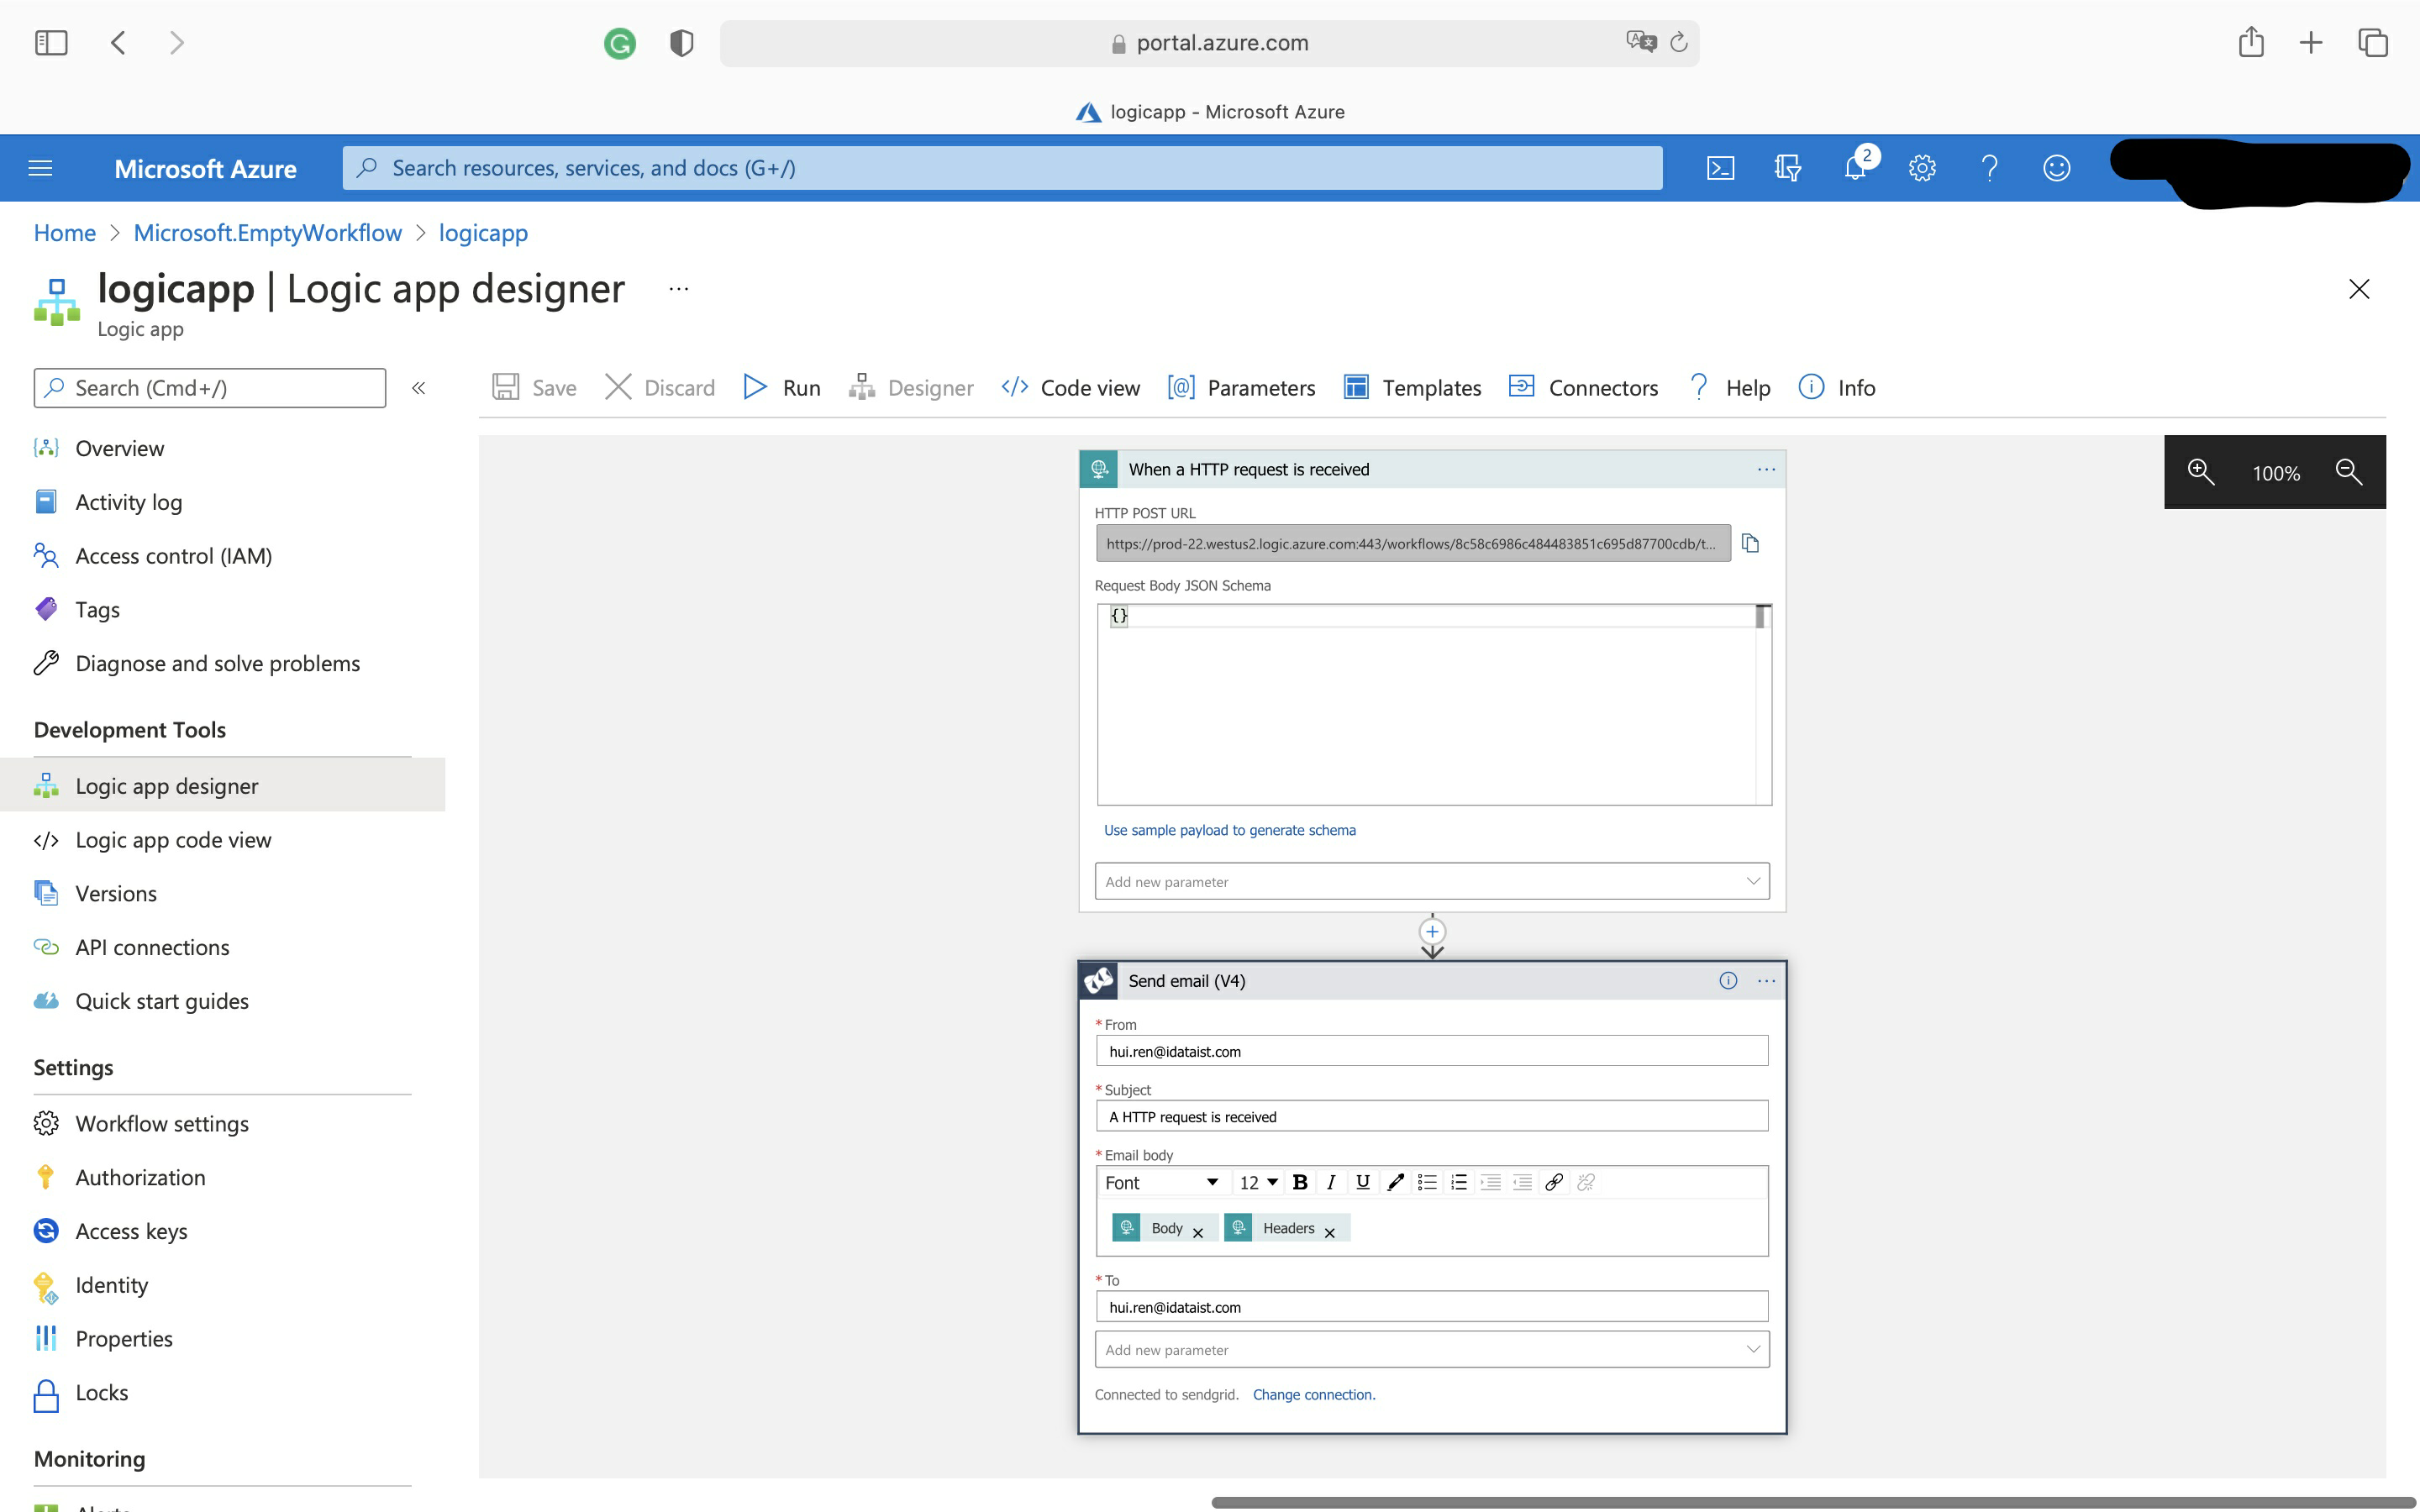 portal.azure.com
logicapp - Microsoft Azure
Microsoft Azure
Search resources, services, and docs (G+/)
2
Home > Microsoft.EmptyWorkflow > logicapp
logicapp | Logic app designer ...
Logic app
Search (Cmd+/)
«
Save
Discard
Run
Designer
Code view
Parameters
Templates
Connectors
Help
Info
Overview
Activity log
Access control (IAM)
Tags
Diagnose and solve problems
Development Tools
Logic app designer
Logic app code view
Versions
API connections
Quick start guides
Settings
Workflow settings
Authorization
Access keys
Identity
Properties
Locks
Monitoring
When a HTTP request is received
HTTP POST URL
https://prod-22.westus2.logic.azure.com:443/workflows/8c58c6986c484483851c695d87700cdb/t...
Request Body JSON Schema
{}
Use sample payload to generate schema
Add new parameter
100%
Send email (V4)
* From
hui.ren@idataist.com
* Subject
A HTTP request is received
* Email body
Font 12 B I U
Body × Headers ×
* To
hui.ren@idataist.com
Add new parameter
Connected to sendgrid. Change connection.